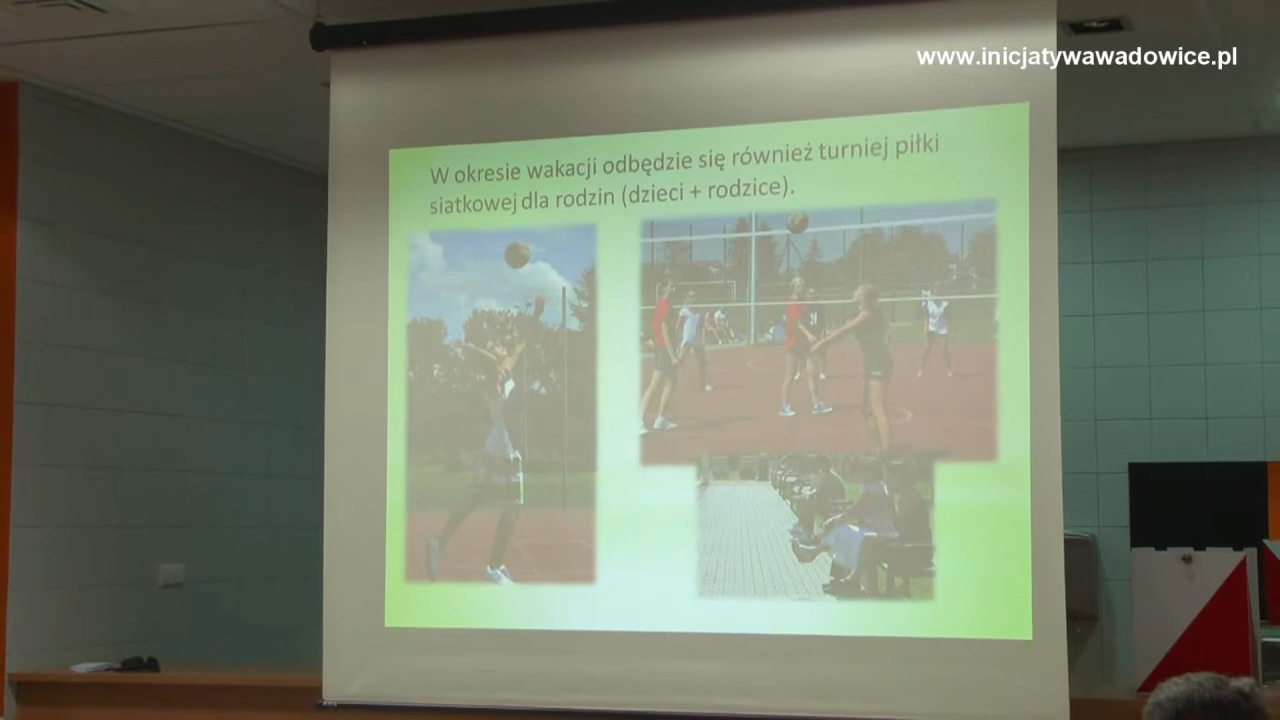 www.inicjatywawadowice.pl
W okresie wakacji odbędzie się również turniej piłki
siatkowej dla rodzin (dzieci + rodzice).